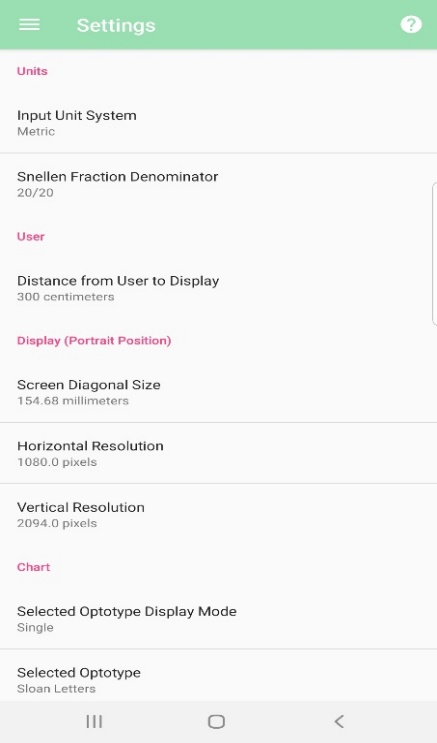 Settings
Units
Input Unit System
Metric
Snellen Fraction Denominator
20/20
User
Distance from User to Display
300 centimeters
Display (Portrait Position)
Screen Diagonal Size
154.68 millimeters
Horizontal Resolution
1080.0 pixels
Vertical Resolution
2094.0 pixels
Chart
Selected Optotype Display Mode
Single
Selected Optotype
Sloan Letters